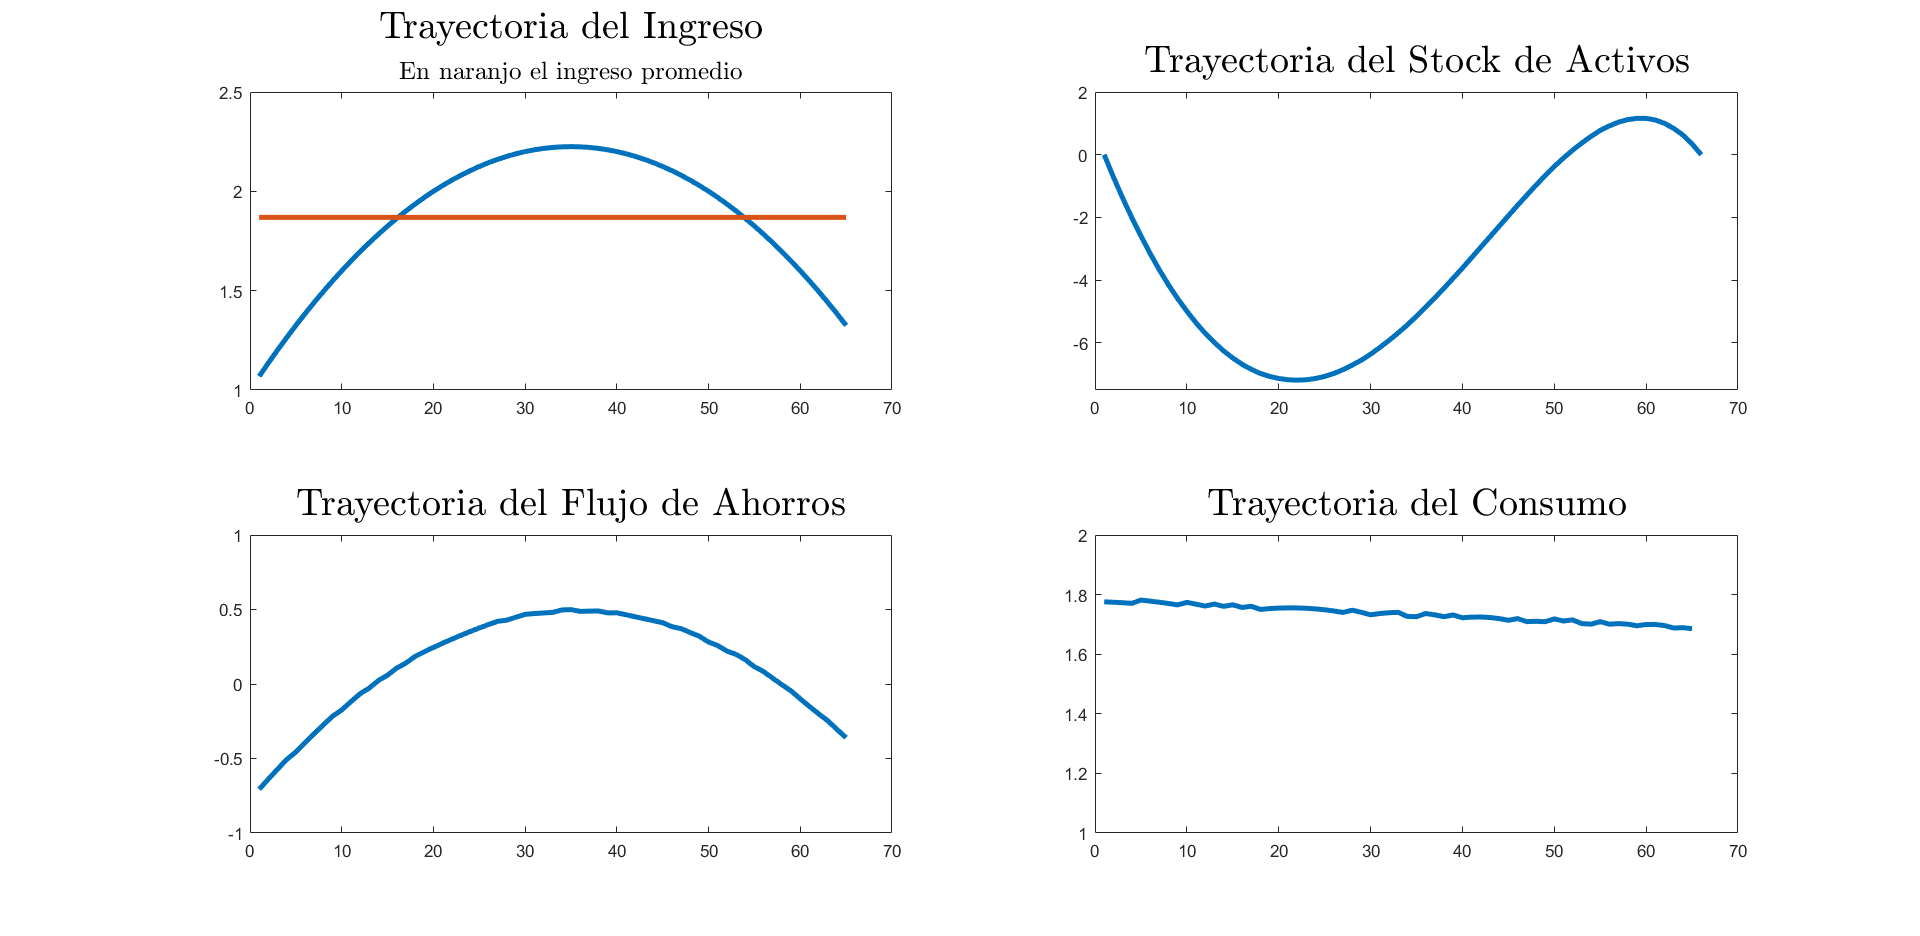 Trayectoria del Ingreso
En naranjo el ingreso promedio
2.5
2
1.5
1
0 10 20 30 40 50 60 70
Trayectoria del Stock de Activos
2
0
-2
-4
-6
0 10 20 30 40 50 60 70
Trayectoria del Flujo de Ahorros
1
0.5
0
-0.5
-1
0 10 20 30 40 50 60 70
Trayectoria del Consumo
2
1.8
1.6
1.4
1.2
1
0 10 20 30 40 50 60 70